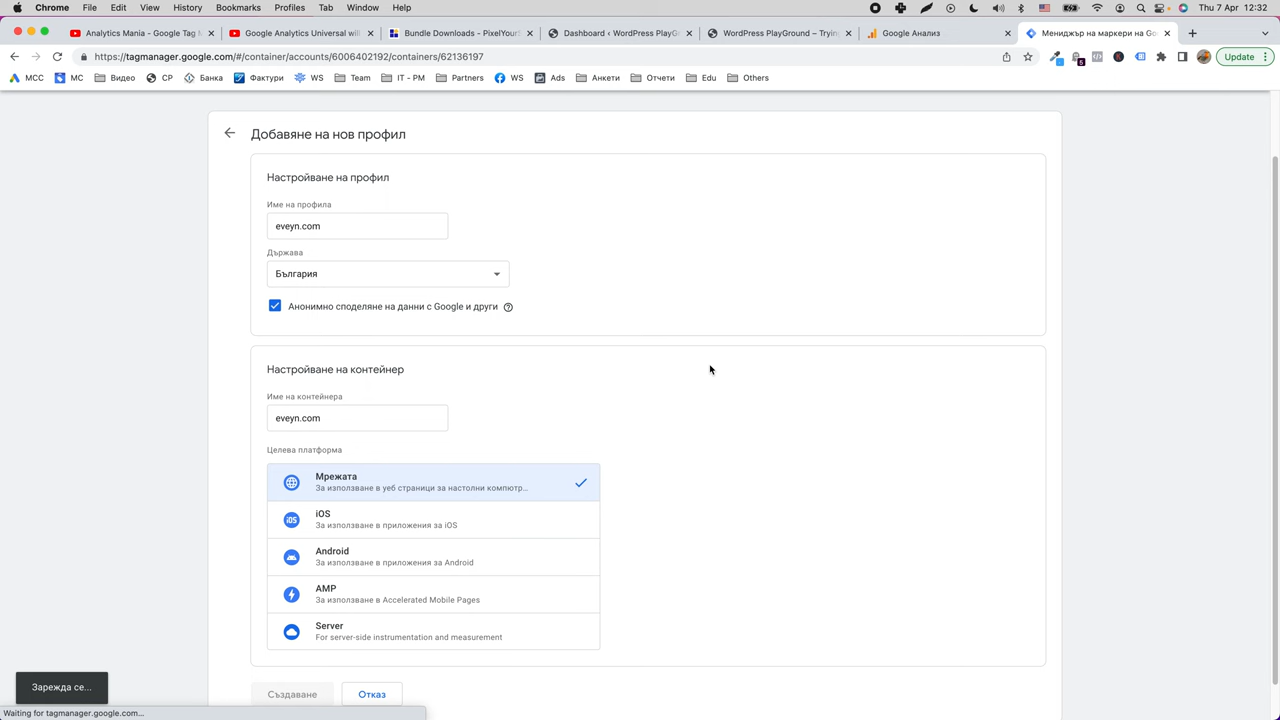 Chrome File Edit View History Bookmarks Profiles Tab Window Help Thu 7 Apr 12:32
Analytics Mania - Google Tag M Google Analytics Universal will Bundle Downloads - PixelYours Dashboard ‹ WordPress PlayG WordPress PlayGround – Tryin Google Анализ Мениджър на маркери на Goo
https://tagmanager.google.com/#/container/accounts/6006400192/containers/62136197 5 Update
MCC MC Видео CP Банка Фактури WS Team IT - PM Partners WS Ads Анкети Отчети Edu Others
Добавяне на нов профил
Настройване на профил
Име на профила
eveyn.com
Държава
България
Анонимно споделяне на данни с Google и други
Настройване на контейнер
Име на контейнера
eveyn.com
Целева платформа
Мрежата
За използване в уеб страници за настолни компютр...
iOS
iOS
За използване в приложения за iOS
Android
За използване в приложения за Android
AMP
За използване в Accelerated Mobile Pages
Server
For server-side instrumentation and measurement
Зарежда се...
Създаване Отказ
Waiting for tagmanager.google.com...